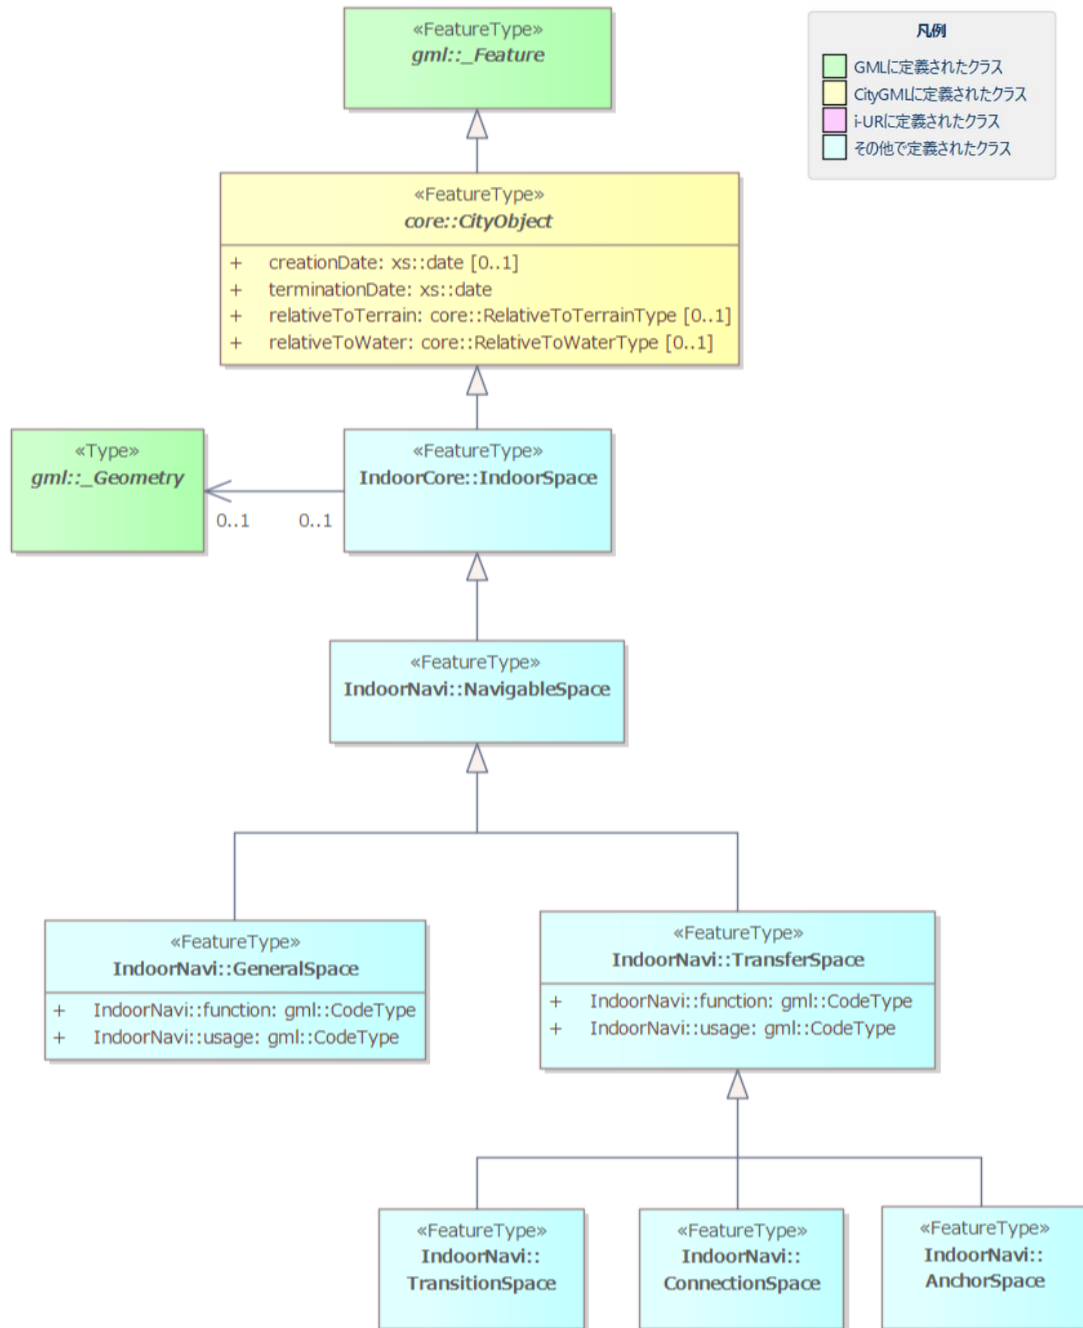 «FeatureType»
gml::_Feature
凡例
GMLに定義されたクラス
CityGMLに定義されたクラス
i-URに定義されたクラス
その他で定義されたクラス
«FeatureType»
core::CityObject
+ creationDate: xs::date [0..1]
+ terminationDate: xs::date
+ relativeToTerrain: core::RelativeToTerrainType [0..1]
+ relativeToWater: core::RelativeToWaterType [0..1]
«Type»
gml::_Geometry
«FeatureType»
IndoorCore::IndoorSpace
0..1 0..1
«FeatureType»
IndoorNavi::NavigableSpace
«FeatureType»
IndoorNavi::GeneralSpace
+ IndoorNavi::function: gml::CodeType
+ IndoorNavi::usage: gml::CodeType
«FeatureType»
IndoorNavi::TransferSpace
+ IndoorNavi::function: gml::CodeType
+ IndoorNavi::usage: gml::CodeType
«FeatureType»
IndoorNavi::
TransitionSpace
«FeatureType»
IndoorNavi::
ConnectionSpace
«FeatureType»
IndoorNavi::
AnchorSpace